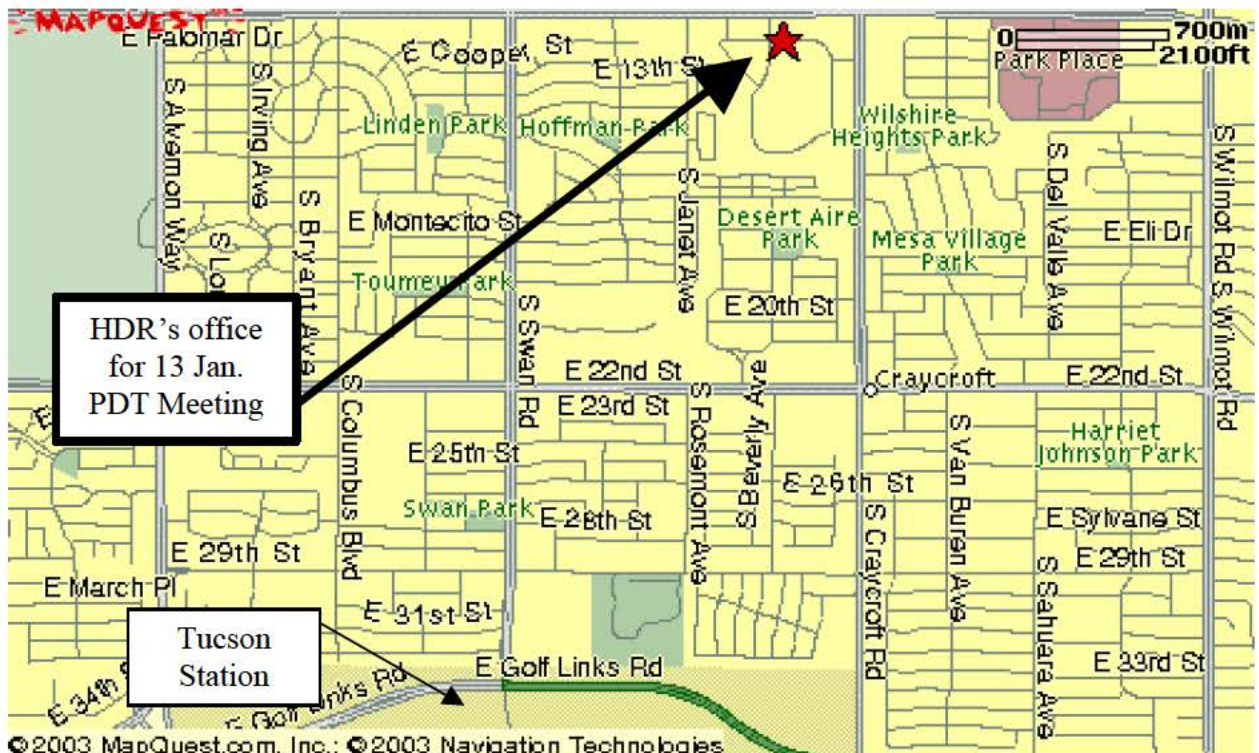 MAPQUEST
E Palomar Dr
E Cooper St
E 13th St
0 700m
2100ft
Park Place
S Alvernon Way
S Irving Ave
Linden Park
Hoffman Park
Wilshire
Heights Park
S Wilmot Rd
S Wilmot Rd
S Bryant Ave
E Montecito St
S Janet Ave
Desert Aire
Park
Mesa Village
Park
S Del Valle Ave
E Eli Dr
Toumey Park
E 20th St
HDR’s office
for 13 Jan.
PDT Meeting
S Swan Rd
E 22nd St
Craycroft
E 22nd St
S Columbus Blvd
E 23rd St
S Rosemont Ave
S Beverly Ave
S Van Buren Ave
Harriet
Johnson Park
E 25th St
E 26th St
Swan Park
E 28th St
S Craycroft Rd
E Sylvane St
E 29th St
E 29th St
E March Pl
E 31st St
S Sahuara Ave
Tucson
Station
E Golf Links Rd
E 33rd St
E 34th
E Golf Links Rd
©2003 MapQuest.com, Inc.; ©2003 Navigation Technologies